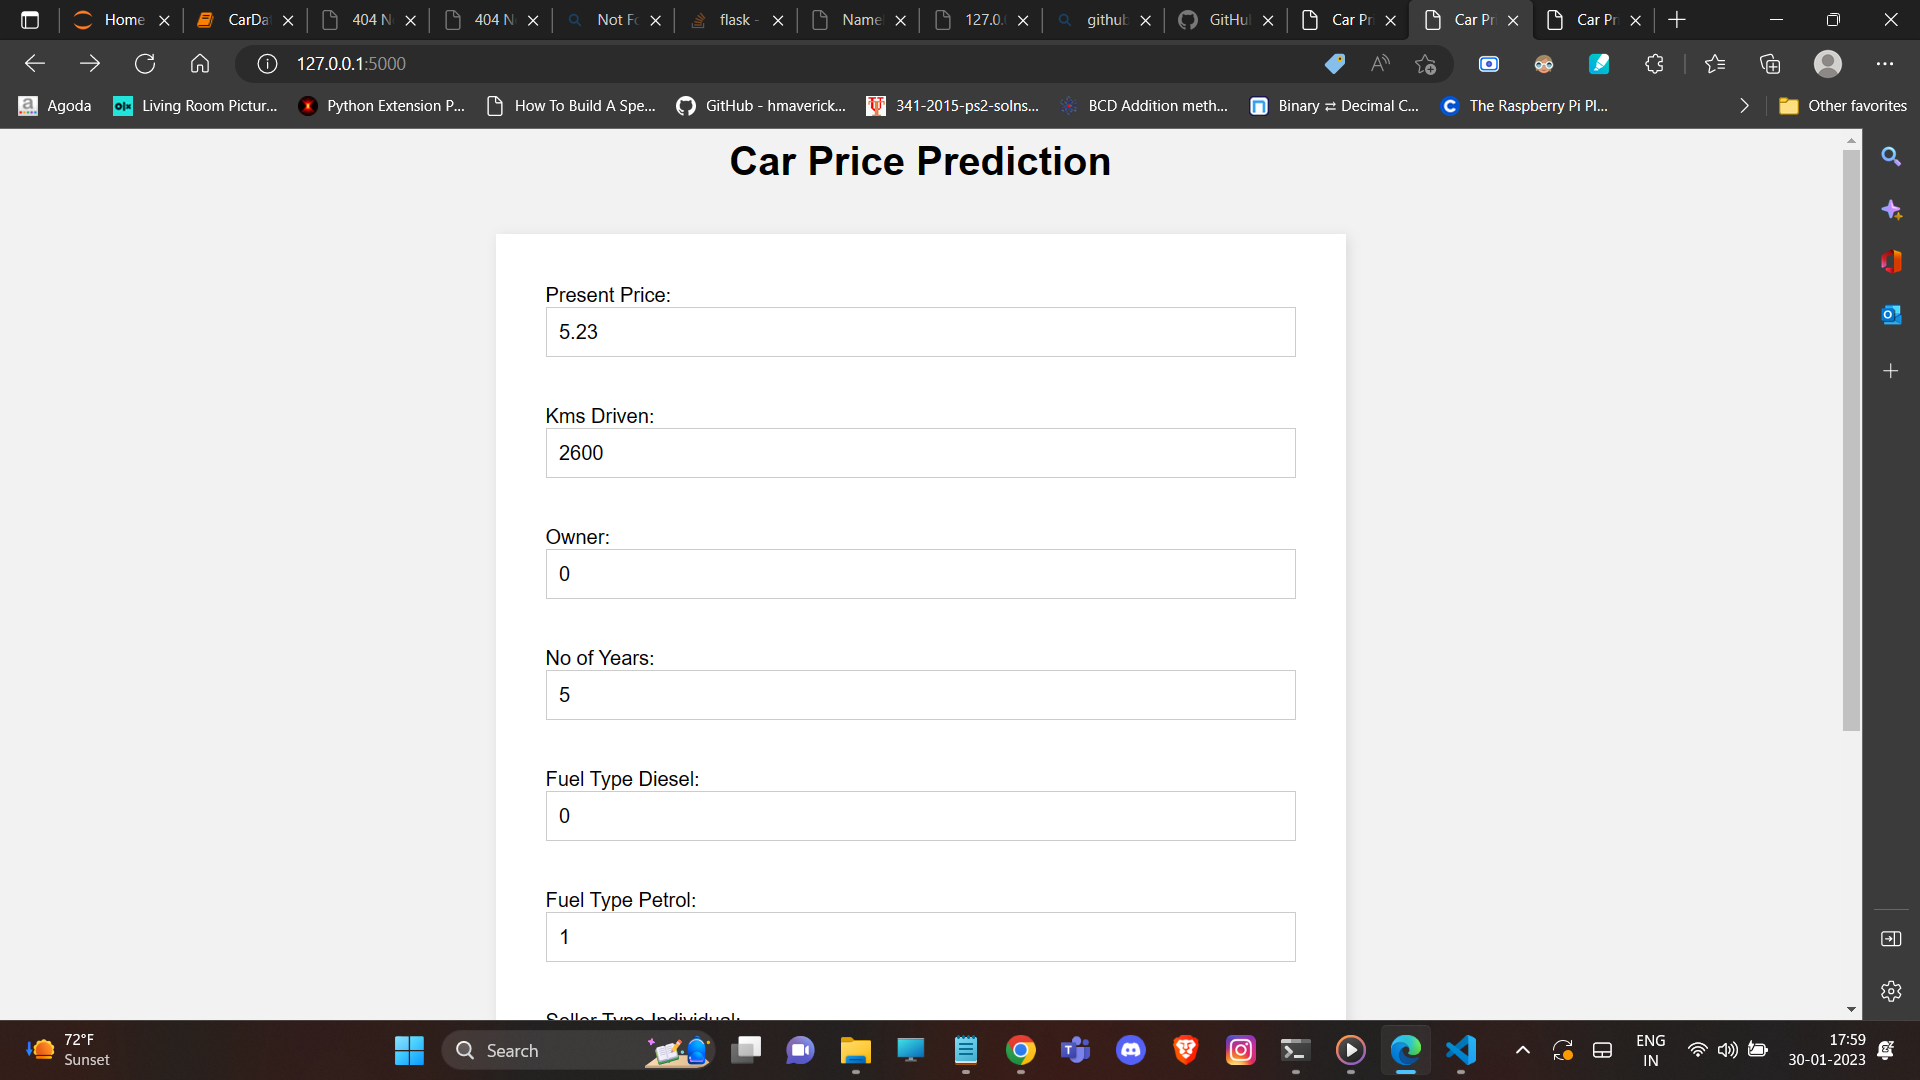 Home
CarDa
404 N
404 N
Not Fo
flask -
Name
127.0.
github
GitHu
Car Pr
Car Pr
Car Pr
127.0.0.1:5000
Agoda
Living Room Pictur...
Python Extension P...
How To Build A Spe...
GitHub - hmaverick...
341-2015-ps2-solns...
BCD Addition meth...
Binary ⇄ Decimal C...
The Raspberry Pi Pl...
Other favorites
Car Price Prediction
Present Price:
5.23
Kms Driven:
2600
Owner:
0
No of Years:
5
Fuel Type Diesel:
0
Fuel Type Petrol:
1
Seller Type Individual:
72°F
Sunset
Search
ENG
IN
17:59
30-01-2023